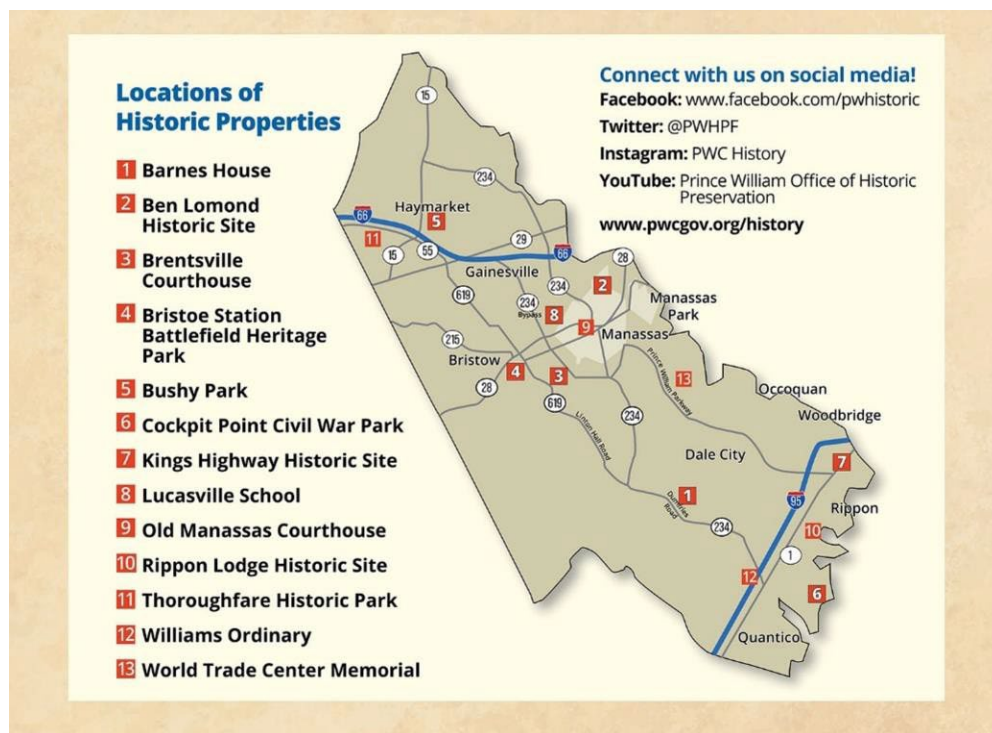 Locations of
Historic Properties
1 Barnes House
2 Ben Lomond
Historic Site
3 Brentsville
Courthouse
4 Bristoe Station
Battlefield Heritage
Park
5 Bushy Park
6 Cockpit Point Civil War Park
7 Kings Highway Historic Site
8 Lucasville School
9 Old Manassas Courthouse
10 Rippon Lodge Historic Site
11 Thoroughfare Historic Park
12 Williams Ordinary
13 World Trade Center Memorial
Connect with us on social media!
Facebook: www.facebook.com/pwhistoric
Twitter: @PWHPF
Instagram: PWC History
YouTube: Prince William Office of Historic
Preservation
www.pwcgov.org/history
15
234
Haymarket
66
5
11
29
15
55
66
28
Gainesville
234
2
619
234
Bypass
8
Manassas
Park
9
Manassas
215
Bristow
4
3
Prince William Parkway
13
28
619
234
Occoquan
Woodbridge
Linton Hall Road
Dale City
7
1
Dumfries
Road
95
Rippon
234
10
1
12
6
Quantico